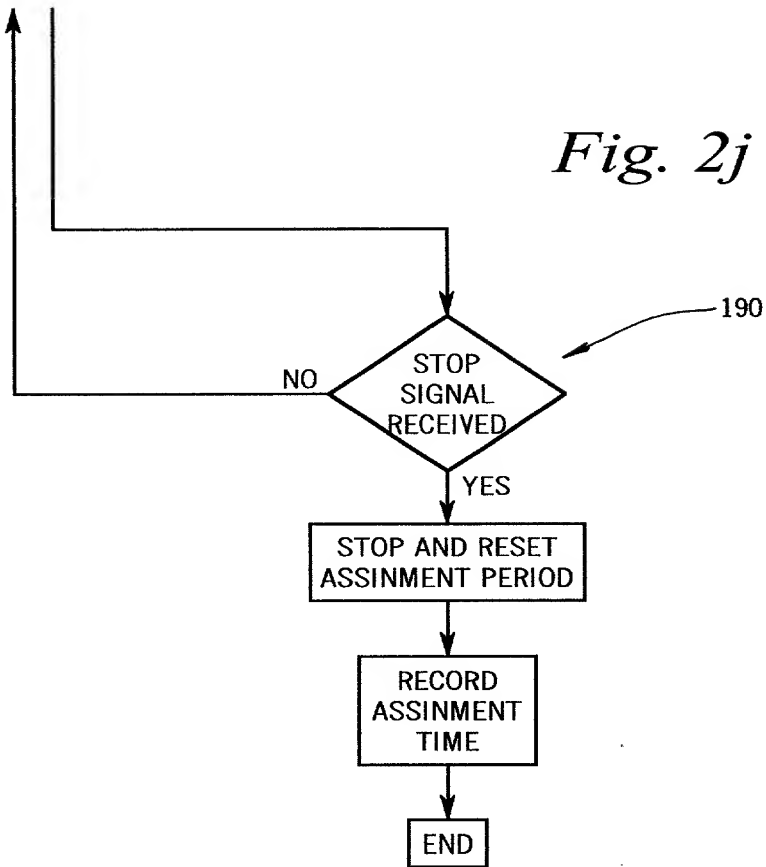 Fig. 2j
190
STOP
SIGNAL
RECEIVED
NO
YES
STOP AND RESET
ASSINMENT PERIOD
RECORD
ASSINMENT
TIME
END